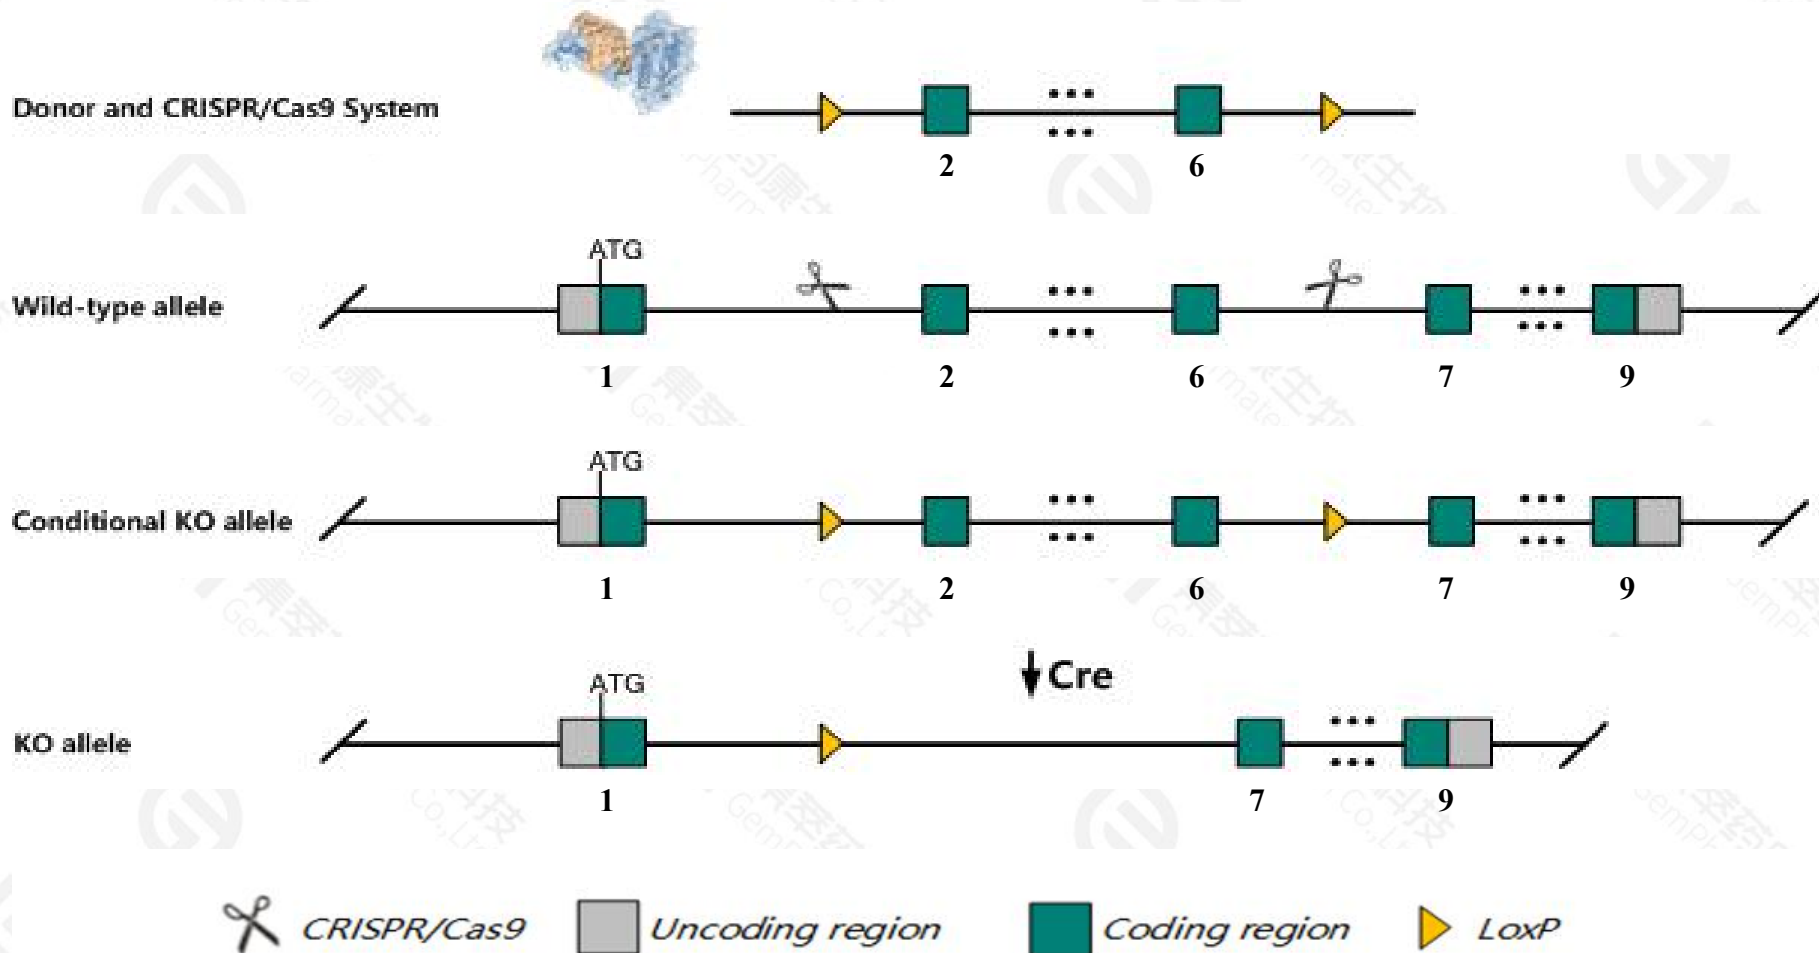 Donor and CRISPR/Cas9 System
2 6
ATG
Wild-type allele
1 2 6 7 9
ATG
Conditional KO allele
1 2 6 7 9
Cre
ATG
KO allele
1 7 9
CRISPR/Cas9 Uncoding region Coding region LoxP